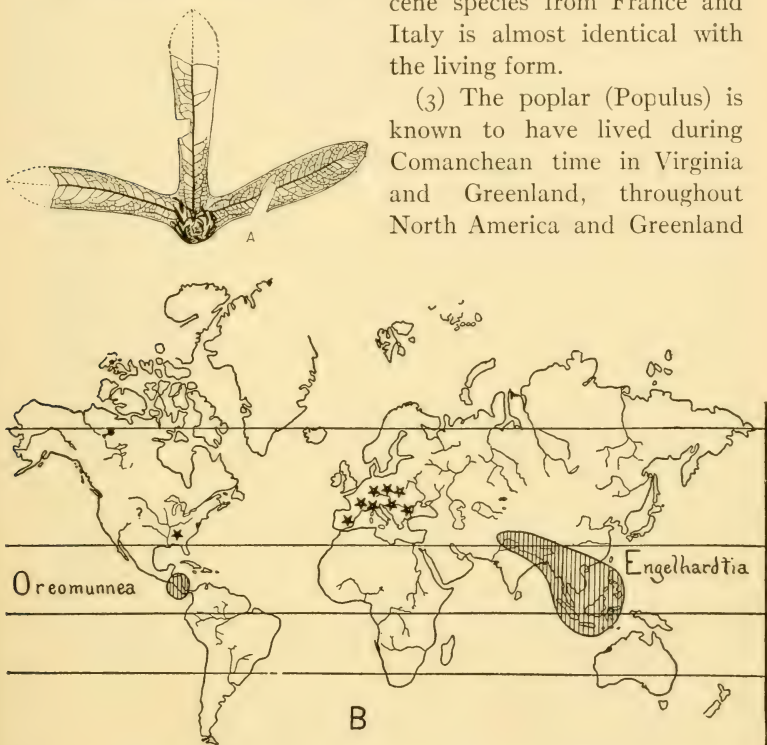 cene species from France and
Italy is almost identical with
the living form.
(3) The poplar (Populus) is
known to have lived during
Comanchean time in Virginia
and Greenland, throughout
North America and Greenland
A
?
Oreomunnea
Engelhardtia
B